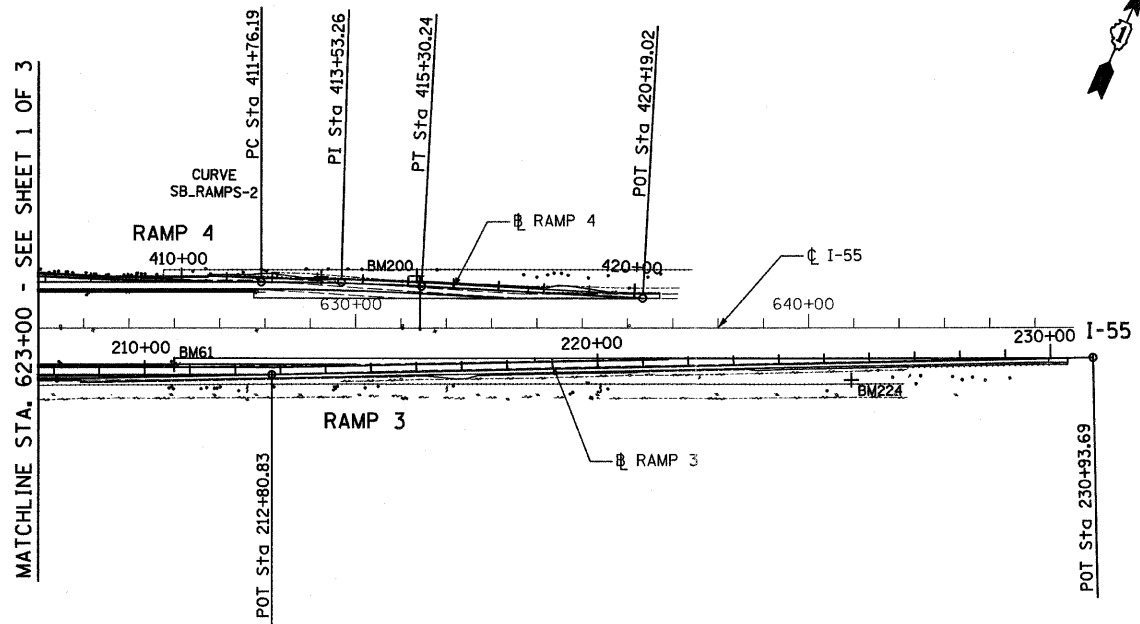 MATCHLINE STA. 623+00 - SEE SHEET 1 OF 3
PC Sta 411+76.19
PI Sta 413+53.26
PT Sta 415+30.24
POT Sta 420+19.02
CURVE
SB_RAMPS-2
RAMP 4
410+00
BM200
420+00
℄ I-55
630+00
640+00
B̲L RAMP 4
I-55
210+00
BM61
220+00
230+00
BM224
RAMP 3
BL RAMP 3
POT Sta 212+80.83
POT Sta 230+93.69